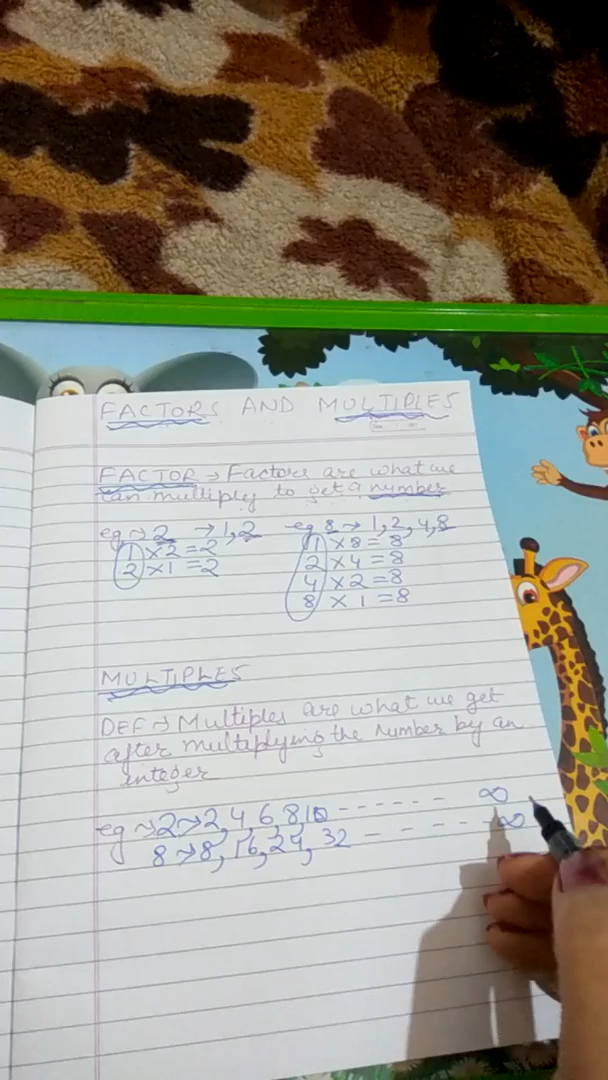 FACTORS AND MULTIPLES
FACTOR → Factors are what we
can multiply to get a number
eg → 2 → 1, 2
1 × 2 = 2
2 × 1 = 2
eg 8 → 1, 2, 4, 8
1 × 8 = 8
2 × 4 = 8
4 × 2 = 8
8 × 1 = 8
MULTIPLES
DEF → Multiples are what we get
after multiplying the number by an
integer
eg → 2 → 2, 4, 6, 8, 10 - - - - - - ∞
8 → 8, 16, 24, 32 - - - - - ∞